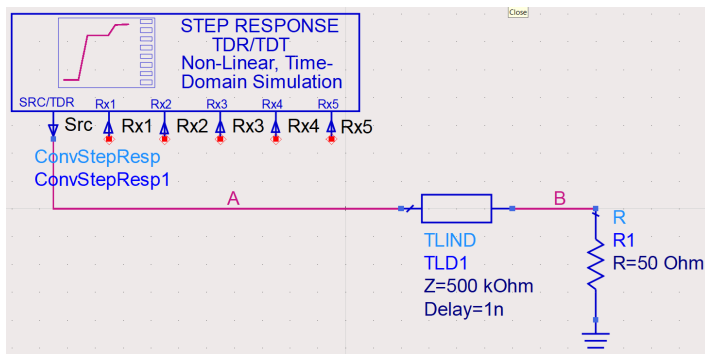 Close
STEP RESPONSE
TDR/TDT
Non-Linear, Time-
Domain Simulation
SRC/TDR Rx1 Rx2 Rx3 Rx4 Rx5
Src Rx1 Rx2 Rx3 Rx4 Rx5
ConvStepResp
ConvStepResp1
A
B
TLIND
TLD1
Z=500 kOhm
Delay=1n
R
R1
R=50 Ohm